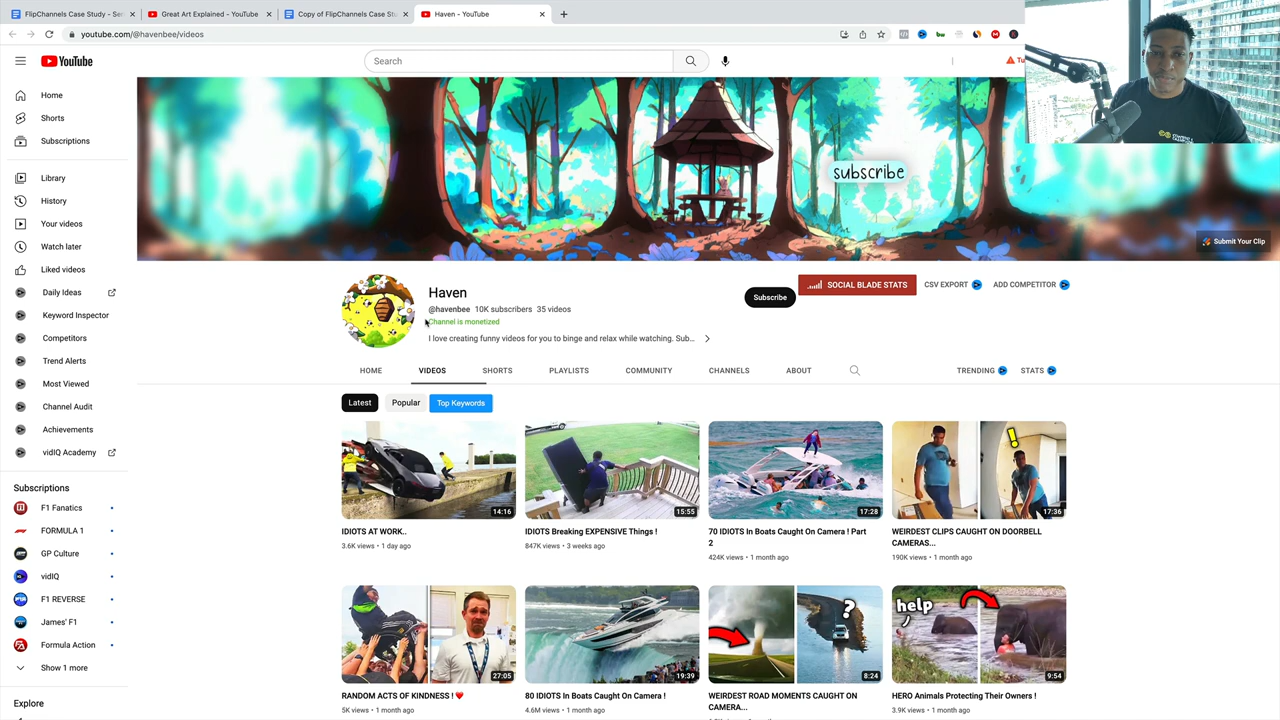 FlipChannels Case Study - Se
Great Art Explained - YouTube
Copy of FlipChannels Case Stu
Haven - YouTube
youtube.com/@havenbee/videos
YouTube
Search
Tu
Home
Shorts
Subscriptions
Library
History
Your videos
Watch later
Liked videos
Daily Ideas
Keyword Inspector
Competitors
Trend Alerts
Most Viewed
Channel Audit
Achievements
vidIQ Academy
Subscriptions
F1 Fanatics
FORMULA 1
GP Culture
vidIQ
F1 REVERSE
James' F1
Formula Action
Show 1 more
Explore
subscribe
Submit Your Clip
Haven
@havenbee 10K subscribers 35 videos
Channel is monetized
I love creating funny videos for you to binge and relax while watching. Sub...
Subscribe
SOCIAL BLADE STATS
CSV EXPORT
ADD COMPETITOR
HOME VIDEOS SHORTS PLAYLISTS COMMUNITY CHANNELS ABOUT
TRENDING STATS
Latest Popular Top Keywords
14:16
IDIOTS AT WORK..
3.6K views • 1 day ago
15:55
IDIOTS Breaking EXPENSIVE Things !
847K views • 3 weeks ago
17:28
70 IDIOTS In Boats Caught On Camera ! Part
2
424K views • 1 month ago
!
17:36
WEIRDEST CLIPS CAUGHT ON DOORBELL
CAMERAS...
190K views • 1 month ago
27:05
RANDOM ACTS OF KINDNESS ! ❤️
5K views • 1 month ago
19:39
80 IDIOTS In Boats Caught On Camera !
4.6M views • 1 month ago
?
8:24
WEIRDEST ROAD MOMENTS CAUGHT ON
CAMERA...
help
9:54
HERO Animals Protecting Their Owners !
3.9K views • 1 month ago